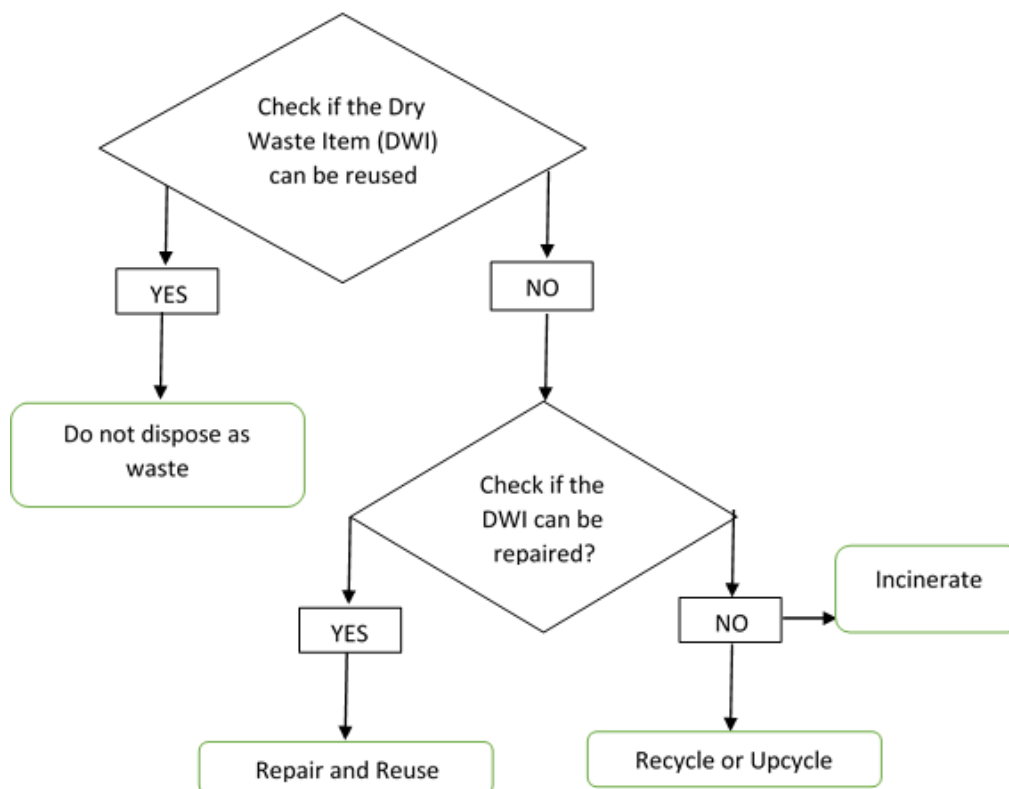 Check if the Dry
Waste Item (DWI)
can be reused
YES
NO
Do not dispose as
waste
Check if the
DWI can be
repaired?
Incinerate
YES
NO
Repair and Reuse
Recycle or Upcycle